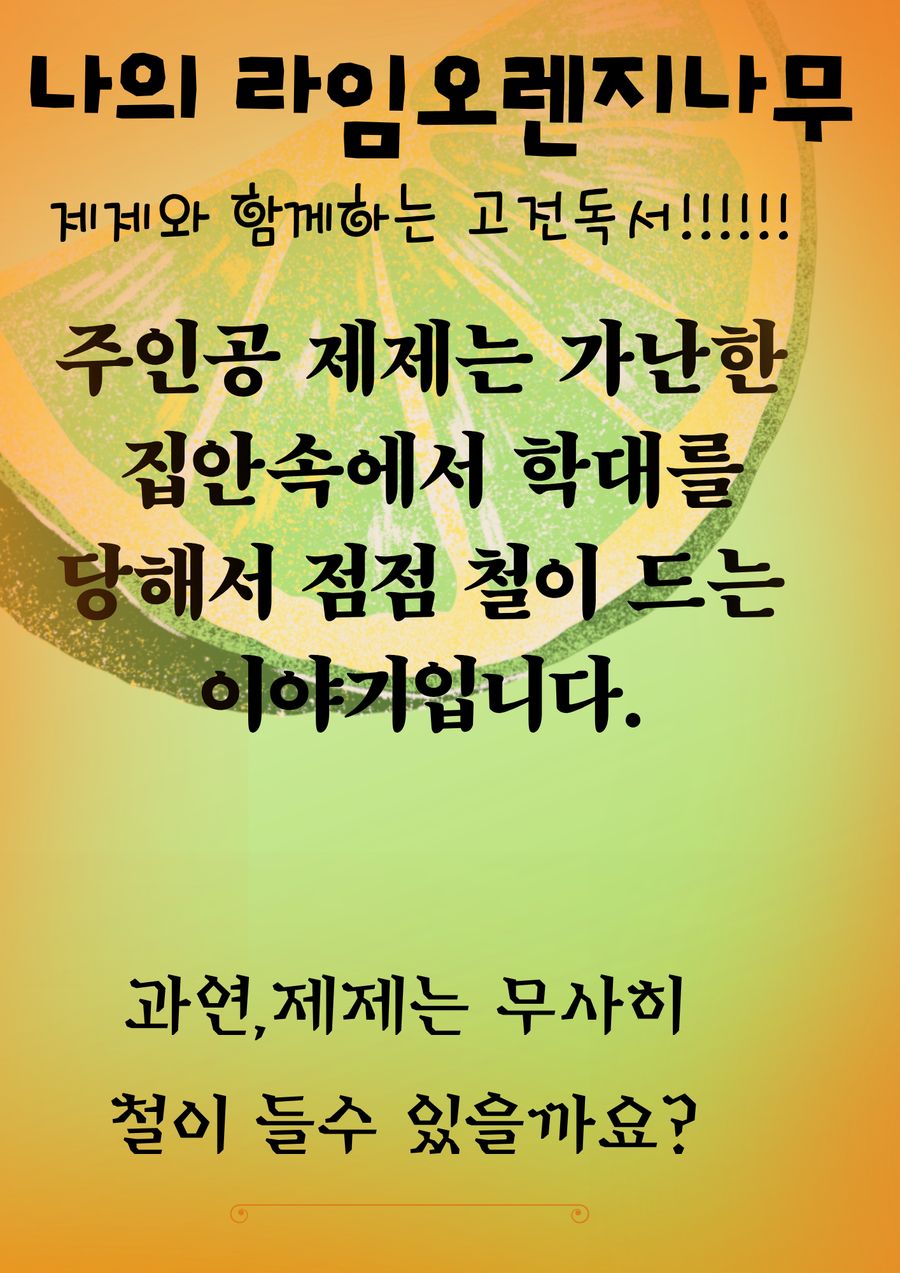 나의 라임오렌지나무
제제와 함께하는 고전독서!!!!!!
주인공 제제는 가난한
집안속에서 학대를
당해서 점점 철이 드는
이야기입니다.
과연,제제는 무사히
철이 들수 있을까요?